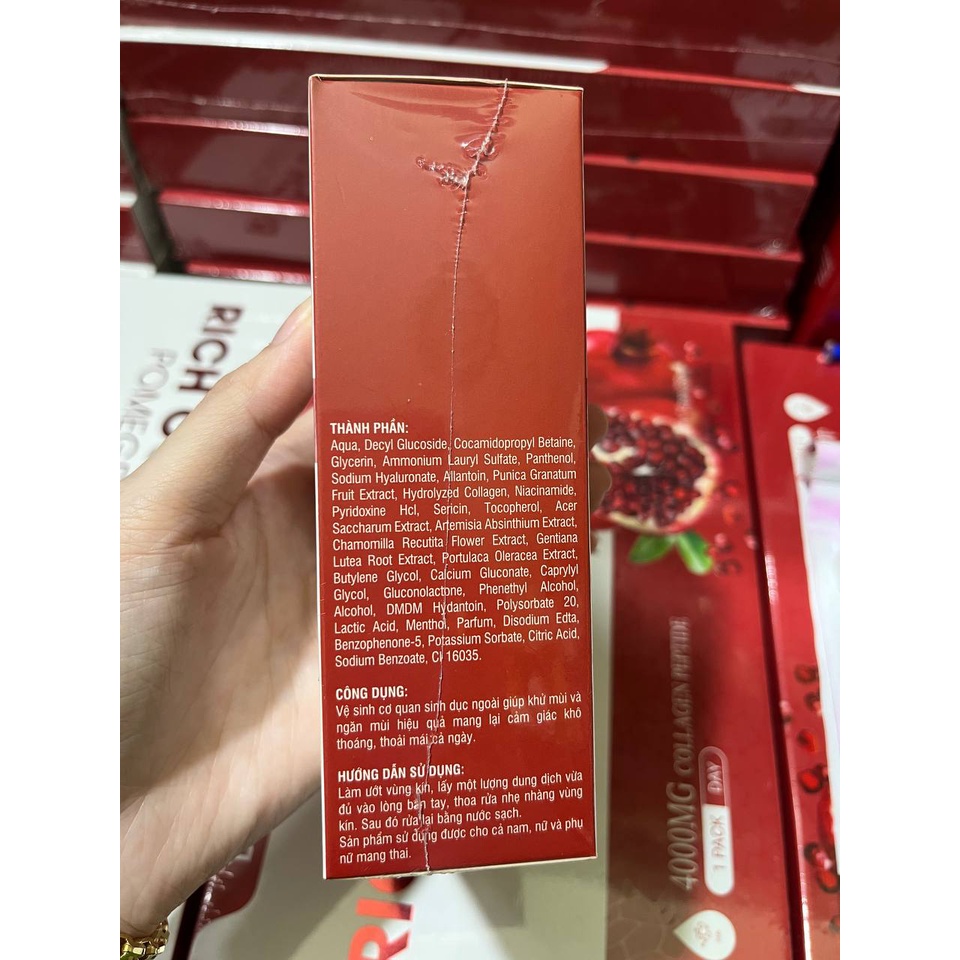 THÀNH PHẦN:
Aqua, Decyl Glucoside, Cocamidopropyl Betaine,
Glycerin, Ammonium Lauryl Sulfate, Panthenol,
Sodium Hyaluronate, Allantoin, Punica Granatum
Fruit Extract, Hydrolyzed Collagen, Niacinamide,
Pyridoxine Hcl, Sericin, Tocopherol, Acer
Saccharum Extract, Artemisia Absinthium Extract,
Chamomilla Recutita Flower Extract, Gentiana
Lutea Root Extract, Portulaca Oleracea Extract,
Butylene Glycol, Calcium Gluconate, Caprylyl
Glycol, Gluconolactone, Phenethyl Alcohol,
Alcohol, DMDM Hydantoin, Polysorbate 20,
Lactic Acid, Menthol, Parfum, Disodium Edta,
Benzophenone-5, Potassium Sorbate, Citric Acid,
Sodium Benzoate, CI 16035.
CÔNG DỤNG:
Vệ sinh cơ quan sinh dục ngoài giúp khử mùi và
ngăn mùi hiệu quả mang lại cảm giác khô
thoáng, thoải mái cả ngày.
HƯỚNG DẪN SỬ DỤNG:
Làm ướt vùng kín, lấy một lượng dung dịch vừa
đủ vào lòng bàn tay, thoa rửa nhẹ nhàng vùng
kín. Sau đó rửa lại bằng nước sạch.
Sản phẩm sử dụng được cho cả nam, nữ và phụ
nữ mang thai.
RICH
4000MG COLLAGEN PEPTIDE
1 PACK DAY